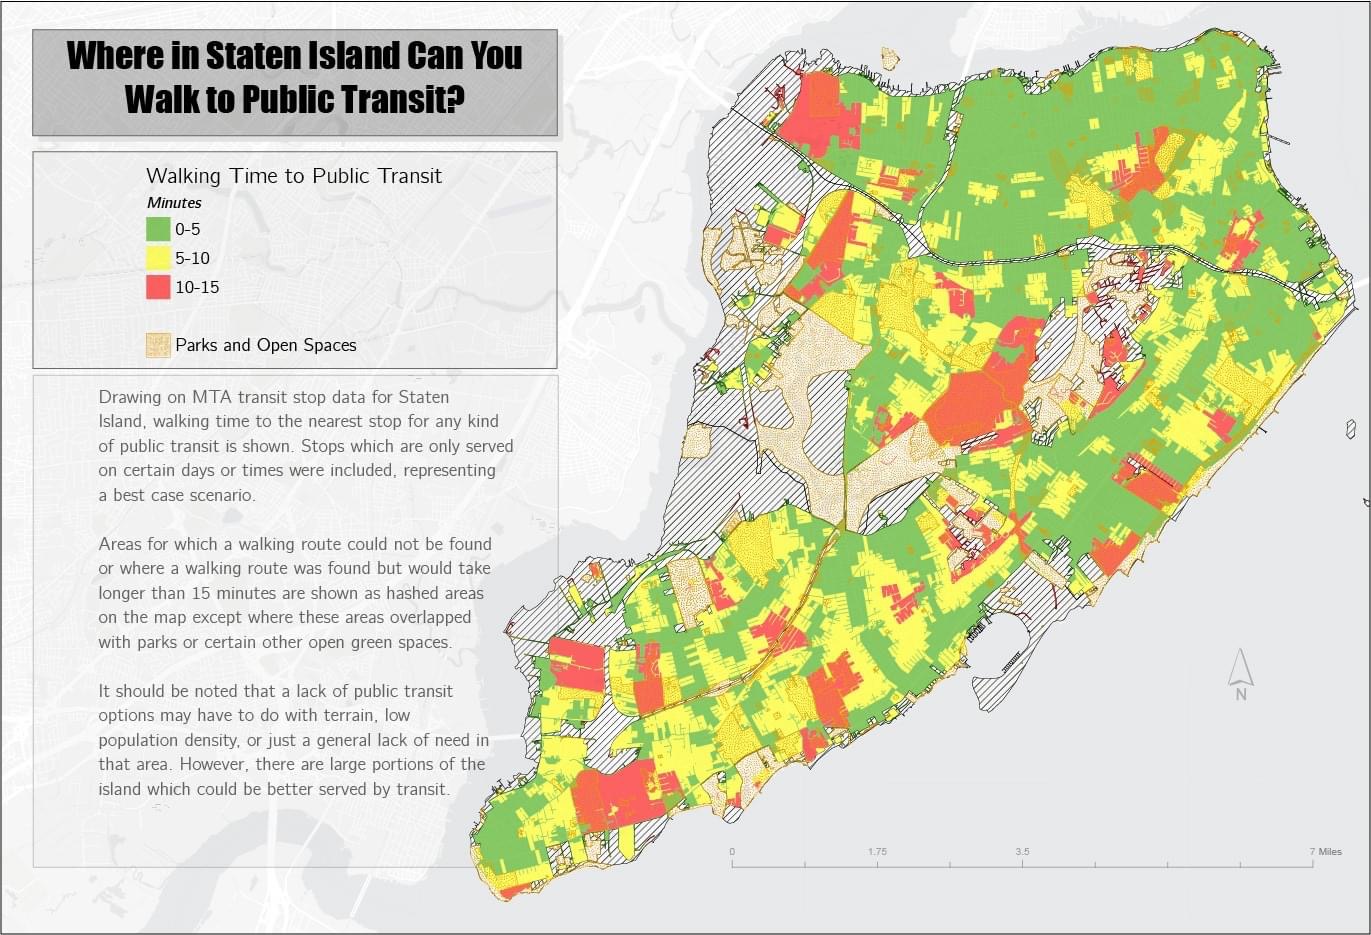 Where in Staten Island Can You
Walk to Public Transit?
Walking Time to Public Transit
Minutes
0-5
5-10
10-15
Parks and Open Spaces
Drawing on MTA transit stop data for Staten
Island, walking time to the nearest stop for any kind
of public transit is shown. Stops which are only served
on certain days or times were included, representing
a best case scenario.
Areas for which a walking route could not be found
or where a walking route was found but would take
longer than 15 minutes are shown as hashed areas
on the map except where these areas overlapped
with parks or certain other open green spaces.
It should be noted that a lack of public transit
options may have to do with terrain, low
population density, or just a general lack of need in
that area. However, there are large portions of the
island which could be better served by transit.
N
0 1.75 3.5 7 Miles